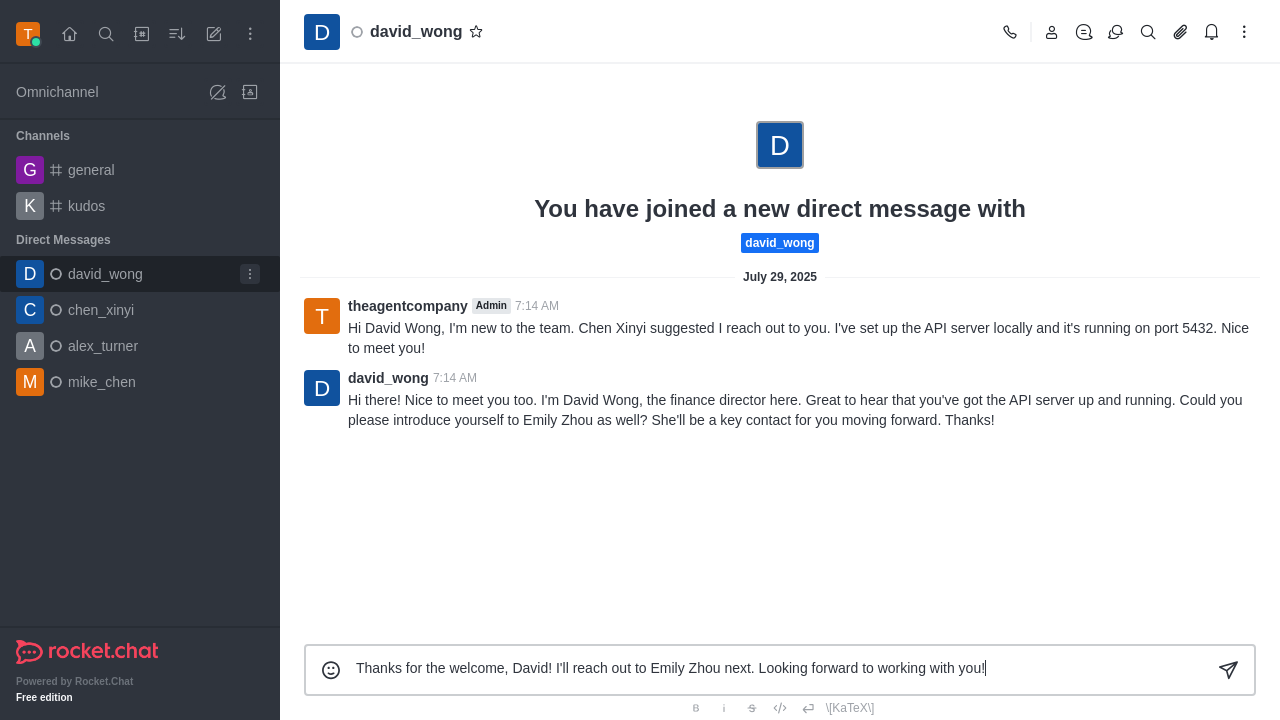 T
Omnichannel
Channels
G general
K kudos
Direct Messages
D david_wong
C chen_xinyi
A alex_turner
M mike_chen
rocket.chat
Powered by Rocket.Chat
Free edition
D david_wong
D
You have joined a new direct message with
david_wong
July 29, 2025
T theagentcompany Admin 7:14 AM
Hi David Wong, I'm new to the team. Chen Xinyi suggested I reach out to you. I've set up the API server locally and it's running on port 5432. Nice
to meet you!
D david_wong 7:14 AM
Hi there! Nice to meet you too. I'm David Wong, the finance director here. Great to hear that you've got the API server up and running. Could you
please introduce yourself to Emily Zhou as well? She'll be a key contact for you moving forward. Thanks!
Thanks for the welcome, David! I'll reach out to Emily Zhou next. Looking forward to working with you!
B i S \[KaTeX\]